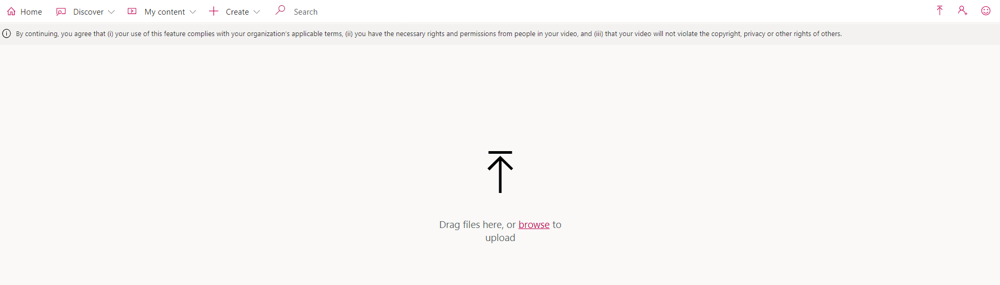 Home Discover My content Create Search
By continuing, you agree that (i) your use of this feature complies with your organization's applicable terms, (ii) you have the necessary rights and permissions from people in your video, and (iii) that your video will not violate the copyright, privacy or other rights of others.
Drag files here, or browse to
upload